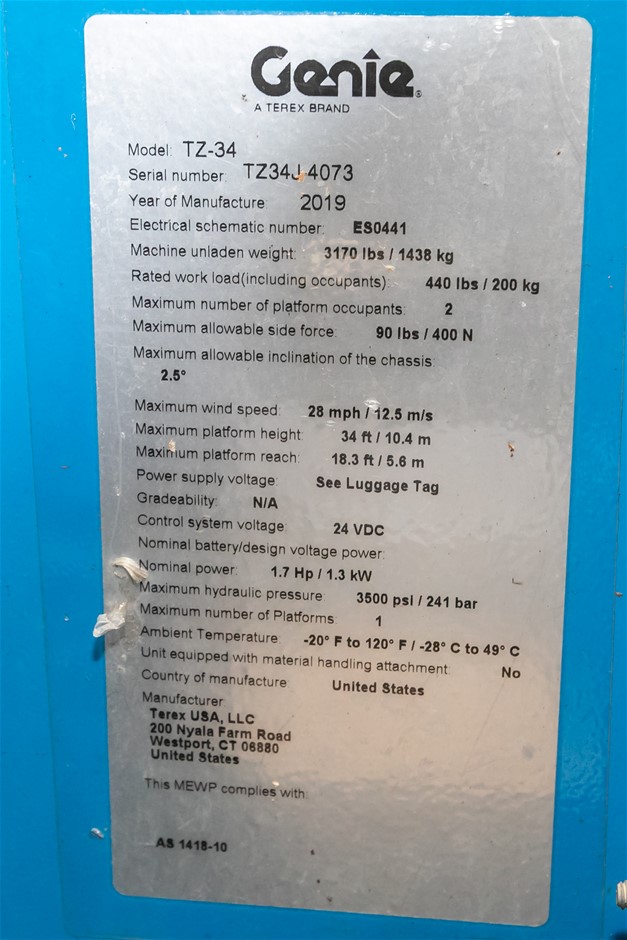 Genie®
A TEREX BRAND
Model: TZ-34
Serial number: TZ34J-4073
Year of Manufacture: 2019
Electrical schematic number: ES0441
Machine unladen weight: 3170 lbs / 1438 kg
Rated work load(including occupants): 440 lbs / 200 kg
Maximum number of platform occupants: 2
Maximum allowable side force: 90 lbs / 400 N
Maximum allowable inclination of the chassis:
2.5°
Maximum wind speed: 28 mph / 12.5 m/s
Maximum platform height: 34 ft / 10.4 m
Maximum platform reach: 18.3 ft / 5.6 m
Power supply voltage: See Luggage Tag
Gradeability: N/A
Control system voltage: 24 VDC
Nominal battery/design voltage power:
Nominal power: 1.7 Hp / 1.3 kW
Maximum hydraulic pressure: 3500 psi / 241 bar
Maximum number of Platforms: 1
Ambient Temperature: -20° F to 120° F / -28° C to 49° C
Unit equipped with material handling attachment: No
Country of manufacture: United States
Manufacturer:
Terex USA, LLC
200 Nyala Farm Road
Westport, CT 06880
United States
This MEWP complies with:
AS 1418-10